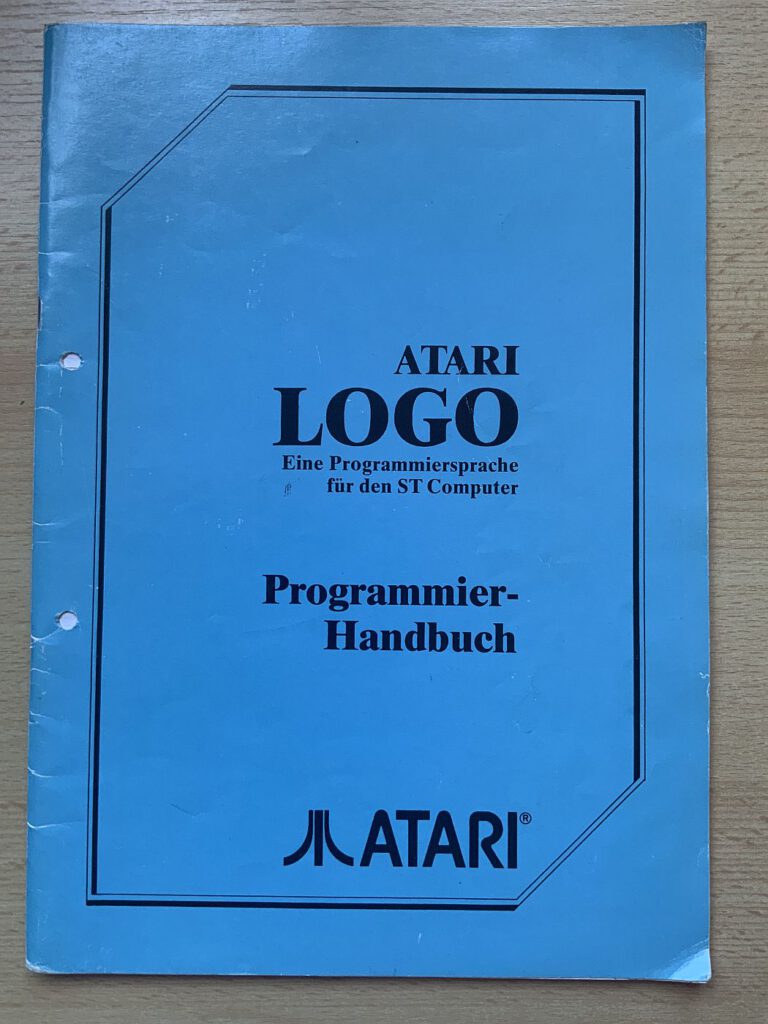 ATARI
LOGO
Eine Programmiersprache
für den ST Computer
Programmier-
Handbuch
ATARI®